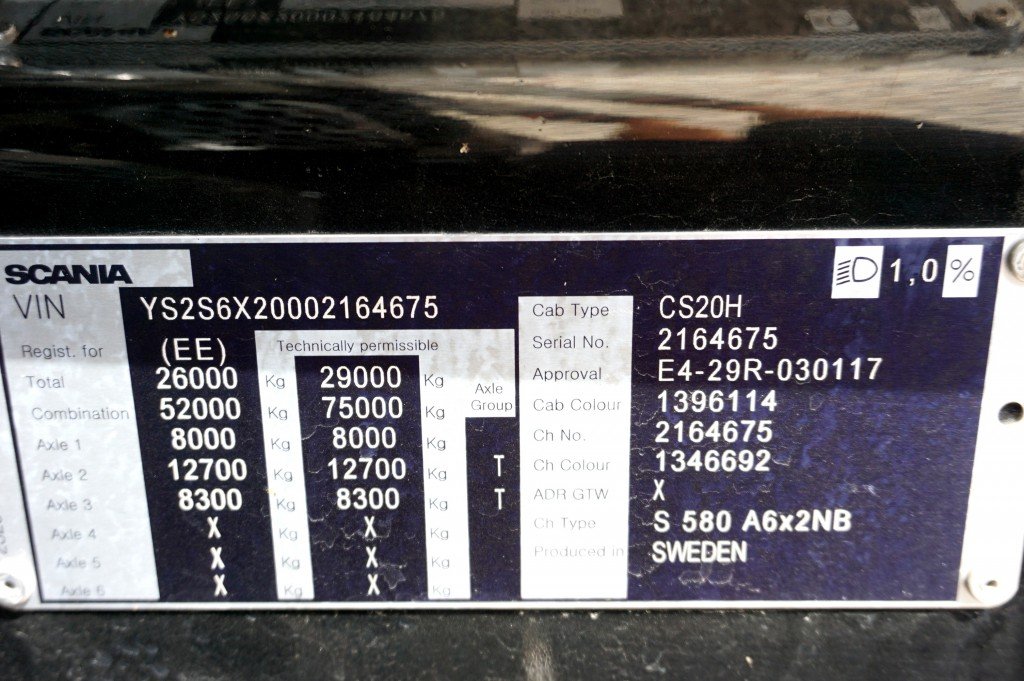 SCANIA
1,0 %
VIN YS2S6X20002164675
Regist. for (EE) Technically permissible
Total 26000 Kg 29000 Kg
Axle Group
Combination 52000 Kg 75000 Kg
Axle 1 8000 Kg 8000 Kg
Axle 2 12700 Kg 12700 Kg T
Axle 3 8300 Kg 8300 Kg T
Axle 4 X Kg X Kg
Axle 5 X Kg X Kg
Axle 6 X Kg X Kg
Cab Type CS20H
Serial No. 2164675
Approval E4-29R-030117
Cab Colour 1396114
Ch No. 2164675
Ch Colour 1346692
ADR GTW X
Ch Type S 580 A6x2NB
Produced in SWEDEN